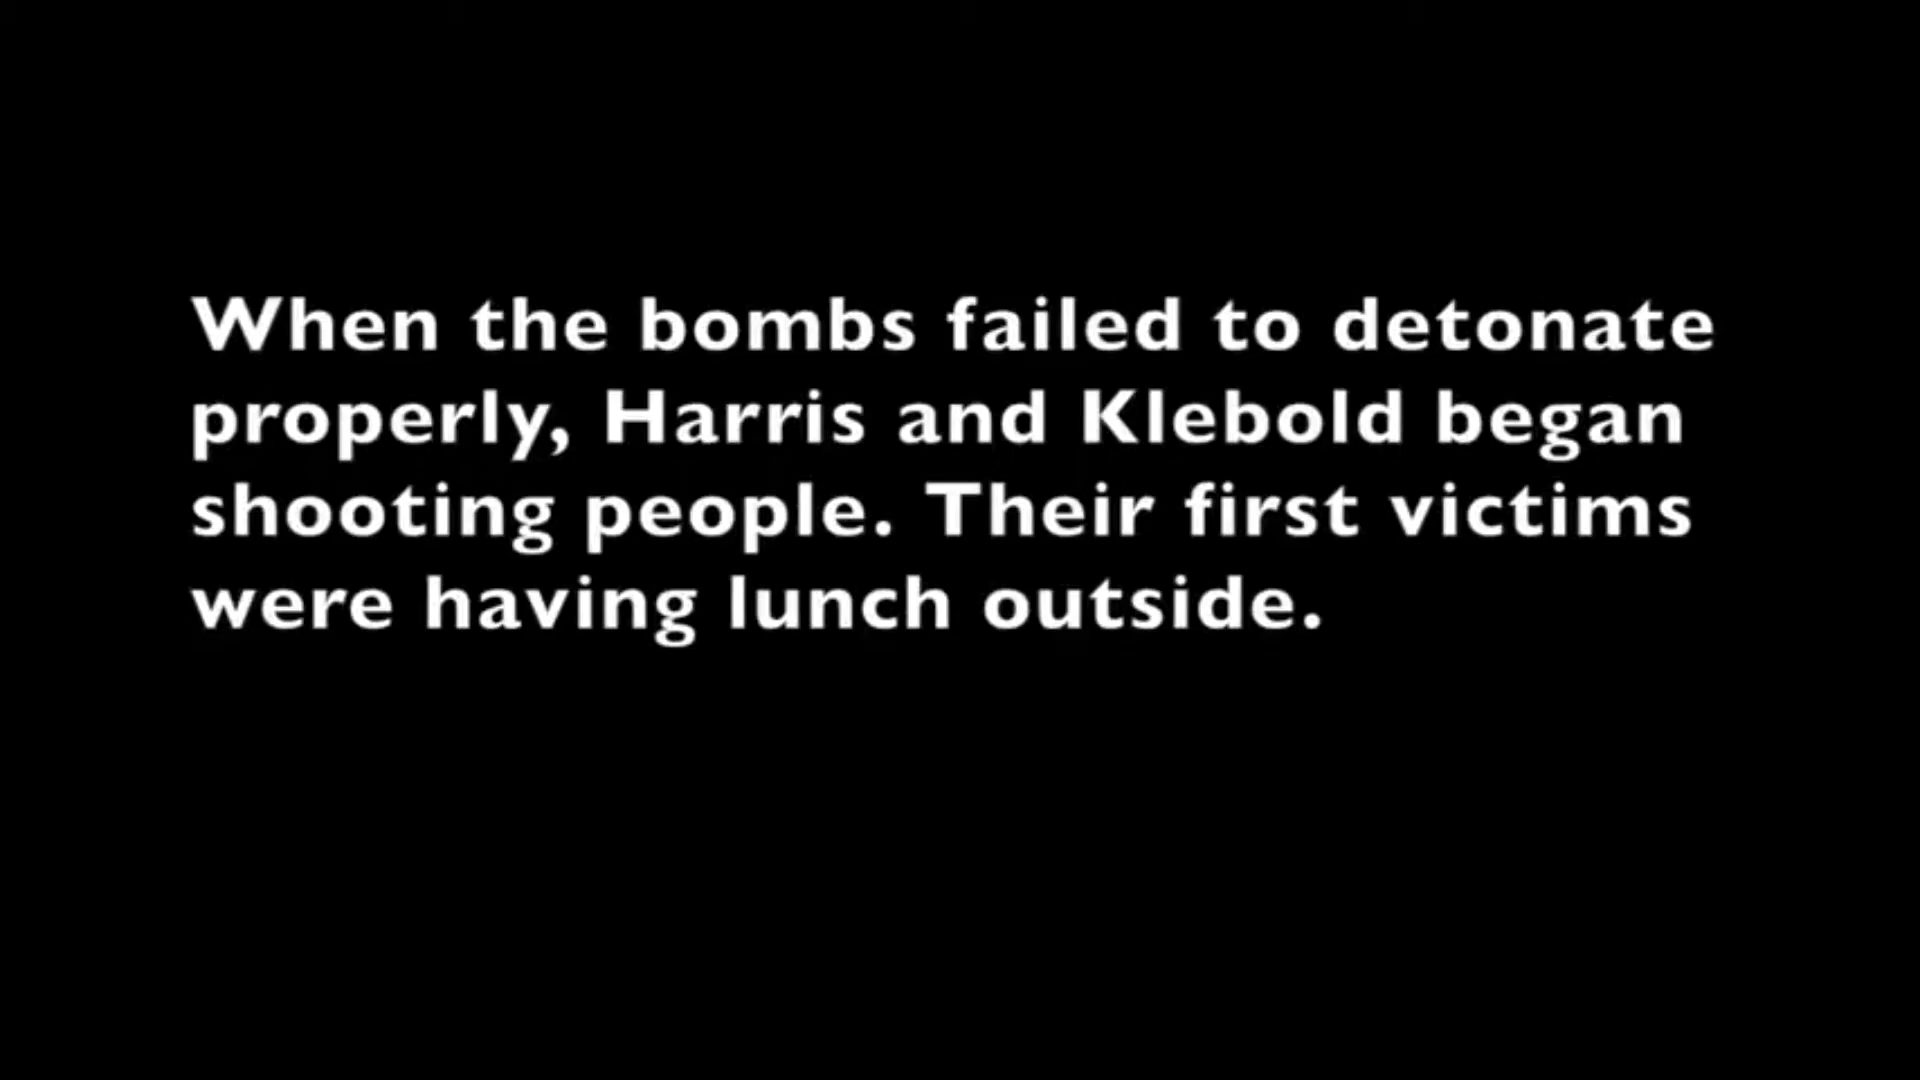 When the bombs failed to detonate
properly, Harris and Klebold began
shooting people. Their first victims
were having lunch outside.